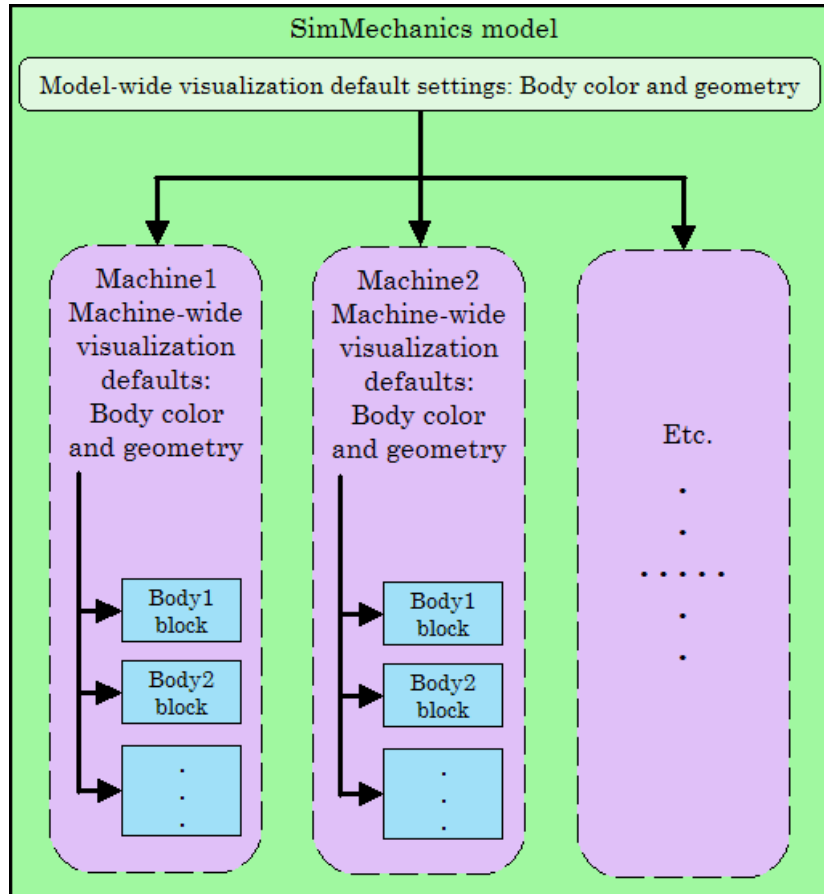 SimMechanics model
Model-wide visualization default settings: Body color and geometry
Machine1
Machine-wide
visualization
defaults:
Body color
and geometry
Body1
block
Body2
block
.
.
.
Machine2
Machine-wide
visualization
defaults:
Body color
and geometry
Body1
block
Body2
block
.
.
.
Etc.
.
.
. . . . .
.
.